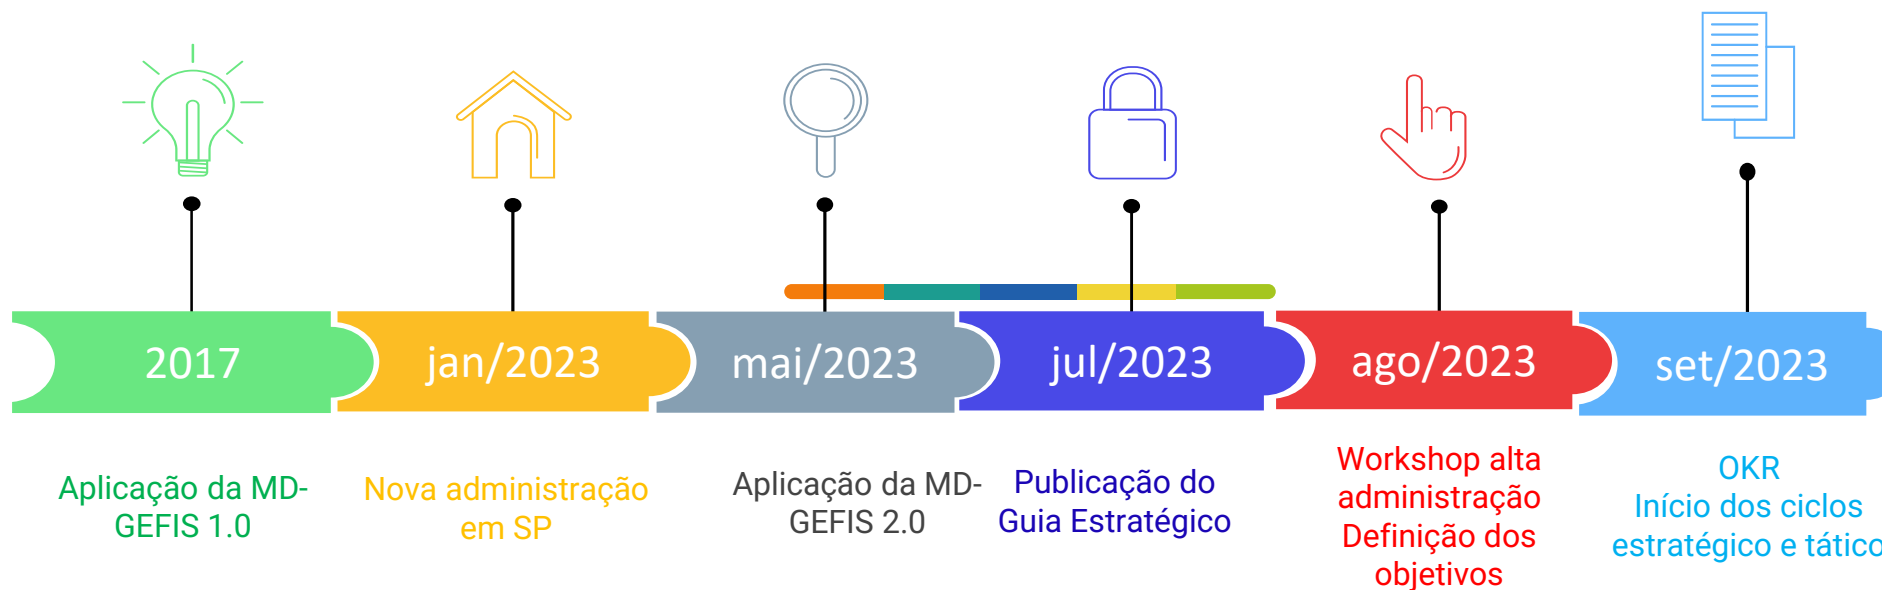 2017
jan/2023
mai/2023
jul/2023
ago/2023
set/2023
Aplicação da MD-
GEFIS 1.0
Nova administração
em SP
Aplicação da MD-
GEFIS 2.0
Publicação do
Guia Estratégico
Workshop alta
administração
Definição dos
objetivos
OKR
Início dos ciclos
estratégico e tático